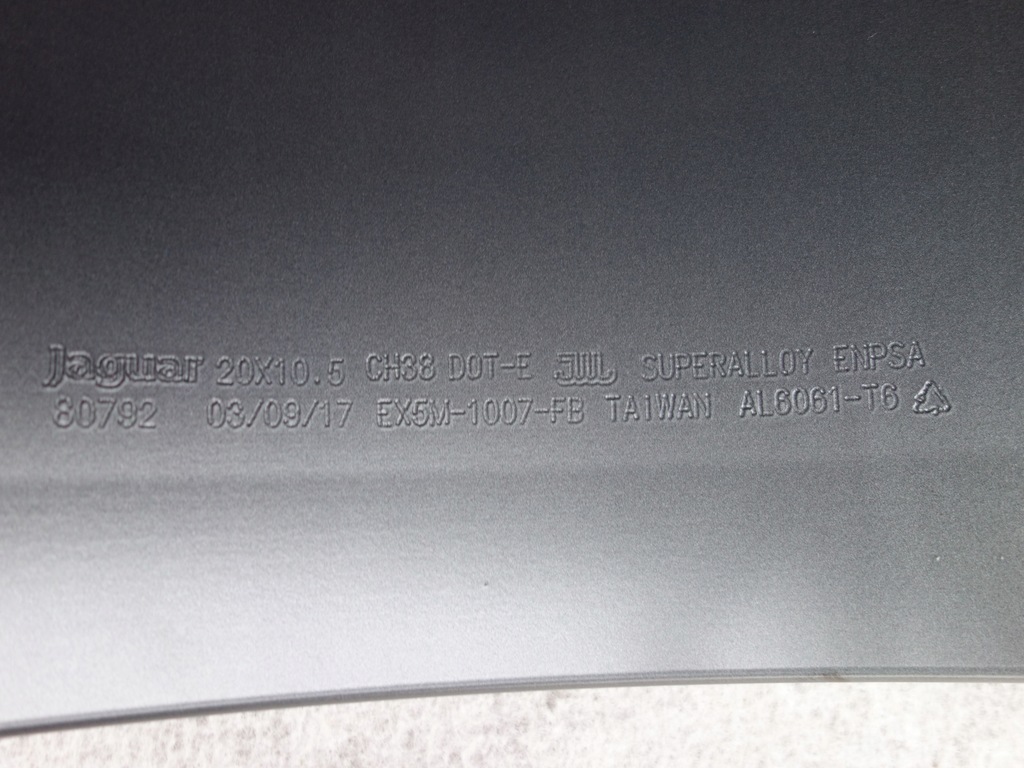 Jaguar 20X10.5 CH38 DOT-E JWL SUPERALLOY ENPSA
80792 03/09/17 EX5M-1007-FB TAIWAN AL6061-T6